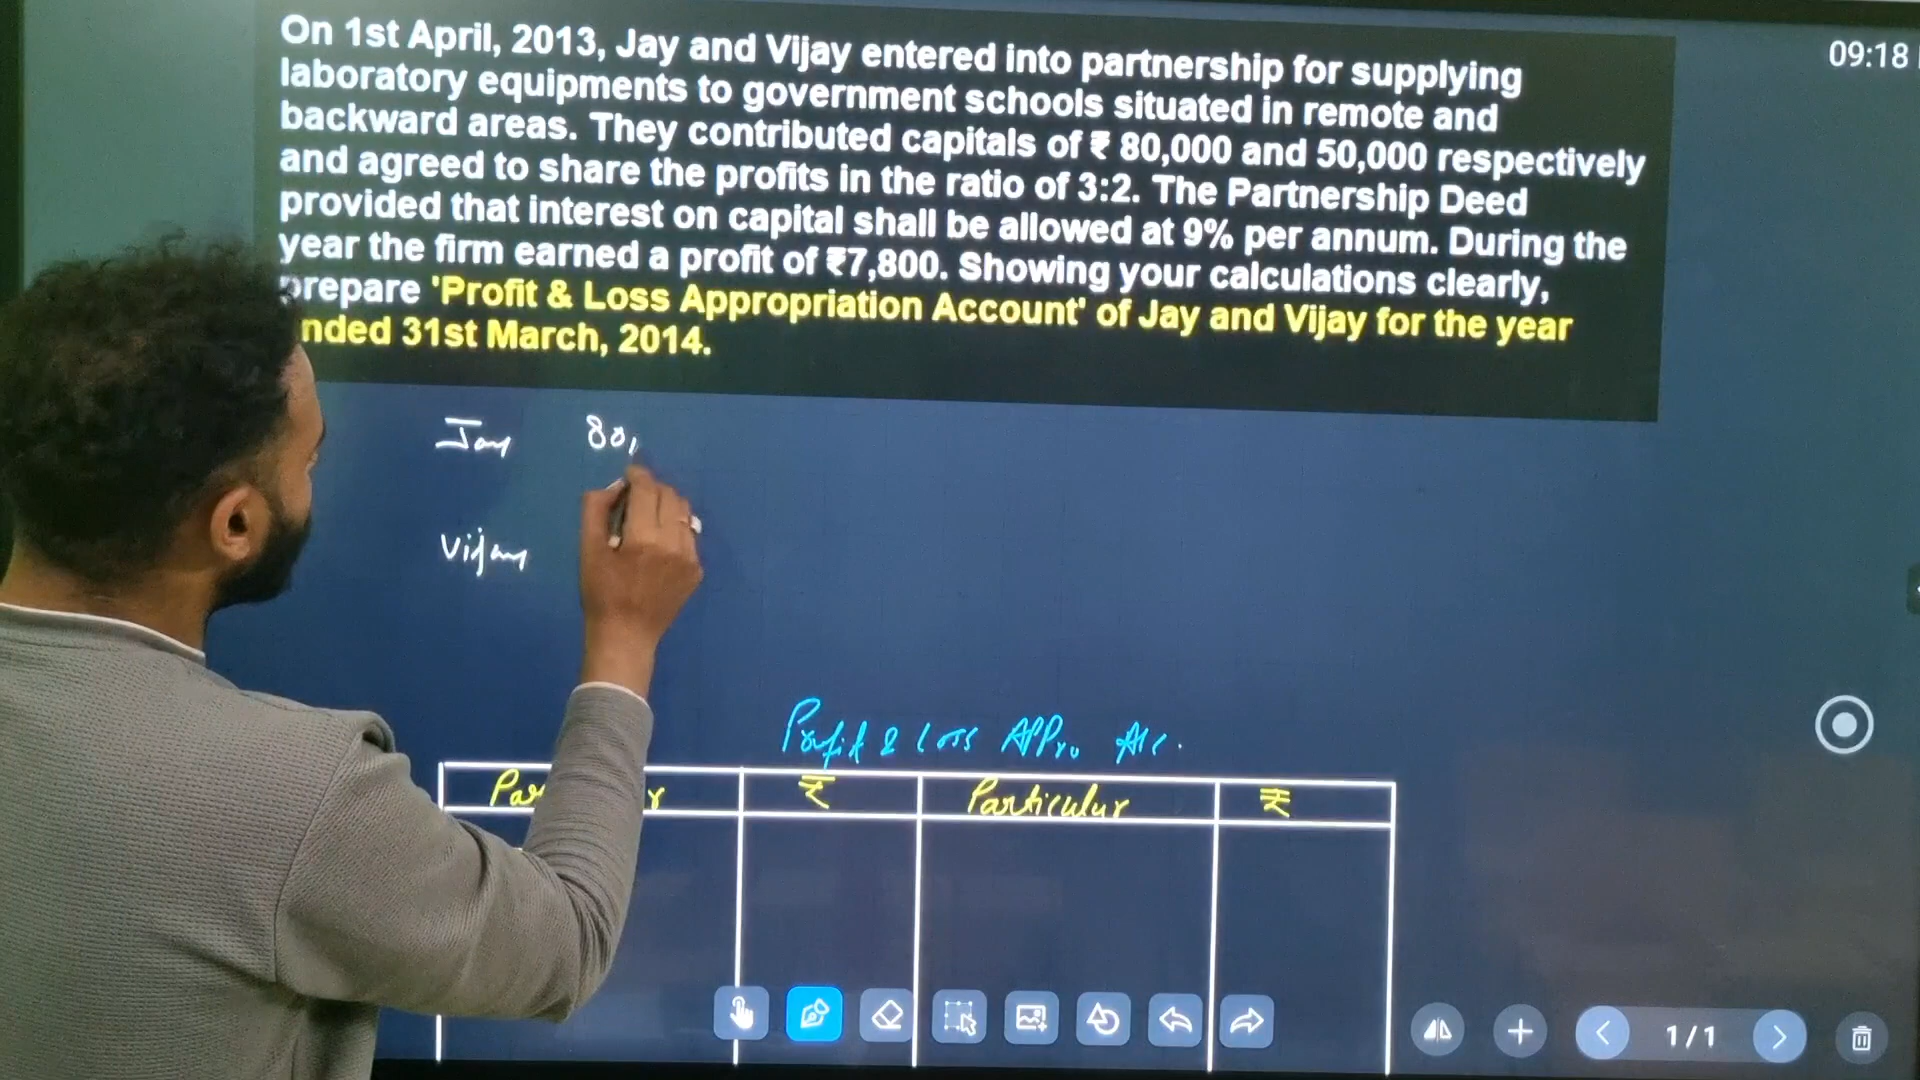 On 1st April, 2013, Jay and Vijay entered into partnership for supplying
laboratory equipments to government schools situated in remote and
backward areas. They contributed capitals of ₹ 80,000 and 50,000 respectively
and agreed to share the profits in the ratio of 3:2. The Partnership Deed
provided that interest on capital shall be allowed at 9% per annum. During the
year the firm earned a profit of ₹7,800. Showing your calculations clearly,
prepare 'Profit & Loss Appropriation Account' of Jay and Vijay for the year
nded 31st March, 2014.
09:18
Jay 80,
Vijay
Profit & Loss APPro A/c.
Par r ₹ Particular ₹
1/1